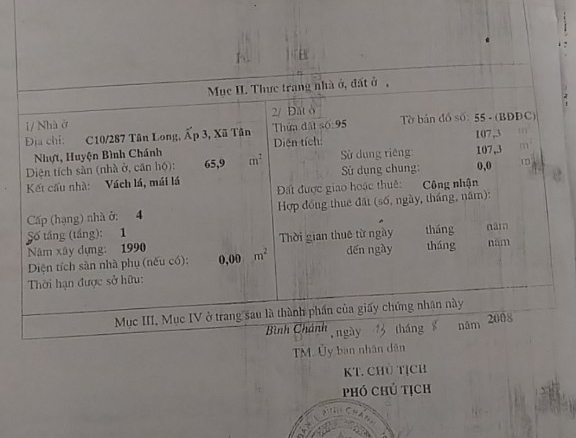 Mục II. Thực trạng nhà ở, đất ở
1/ Nhà ở
Địa chỉ: C10/287 Tân Long, Ấp 3, Xã Tân
Nhựt, Huyện Bình Chánh
Diện tích sàn (nhà ở, căn hộ): 65,9 m²
Kết cấu nhà: Vách lá, mái lá
Cấp (hạng) nhà ở: 4
Số tầng (tầng): 1
Năm xây dựng: 1990
Diện tích sàn nhà phụ (nếu có): 0,00 m²
Thời hạn được sở hữu:
2/ Đất ở
Thửa đất số: 95 Tờ bản đồ số: 55 - (BĐĐC)
Diện tích: 107,3 m²
Sử dụng riêng: 107,3 m²
Sử dụng chung: 0,0 m²
Đất được giao hoặc thuê: Công nhận
Hợp đồng thuê đất (số, ngày, tháng, năm):
Thời gian thuê từ ngày tháng năm
đến ngày tháng năm
Mục III, Mục IV ở trang sau là thành phần của giấy chứng nhận này
Bình Chánh, ngày tháng 8 năm 2008
TM. Ủy ban nhân dân
KT. CHỦ TỊCH
PHÓ CHỦ TỊCH